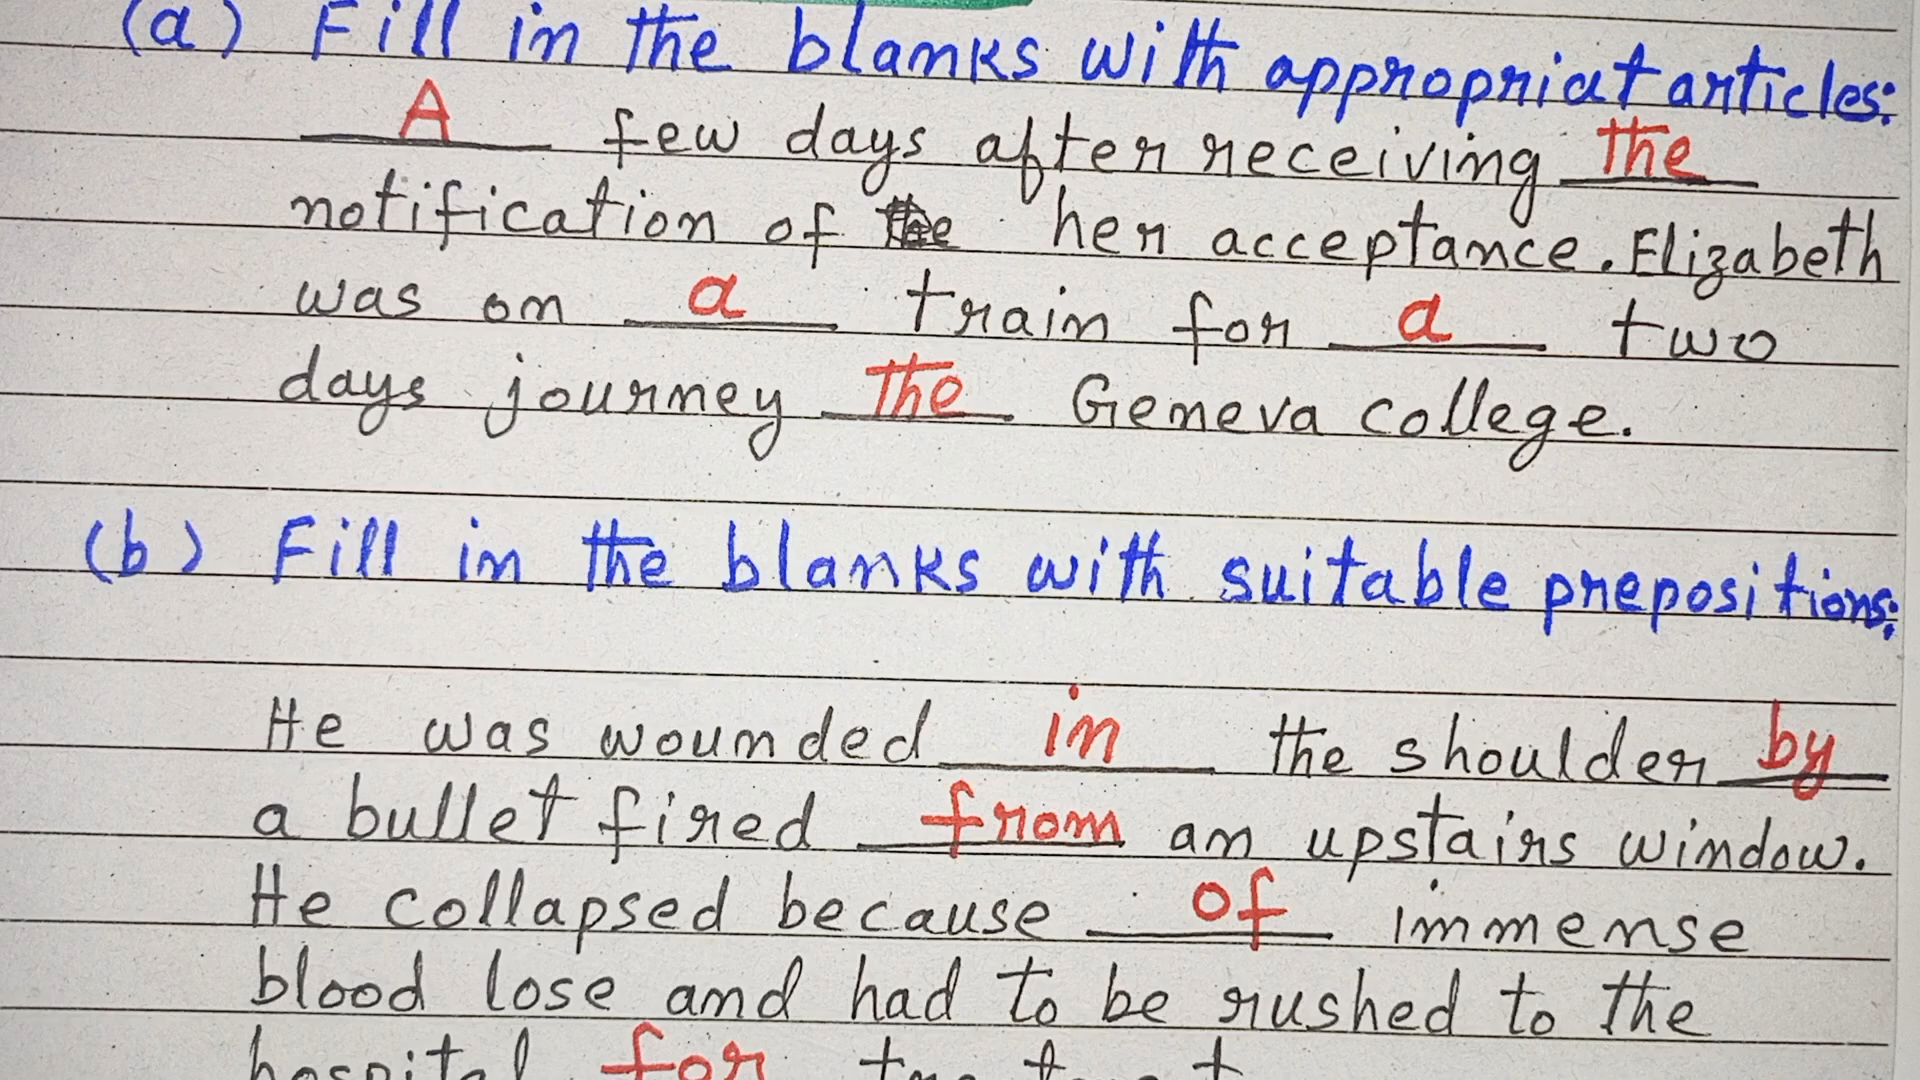 (a) Fill in the blanks with appropriat articles:
A few days after receiving the
notification of the her acceptance. Elizabeth
was on a train for a two
days journey the Geneva college.
(b) Fill in the blanks with suitable prepositions:
He was wounded in the shoulder by
a bullet fired from an upstairs window.
He collapsed because of immense
blood lose and had to be rushed to the
hospital for